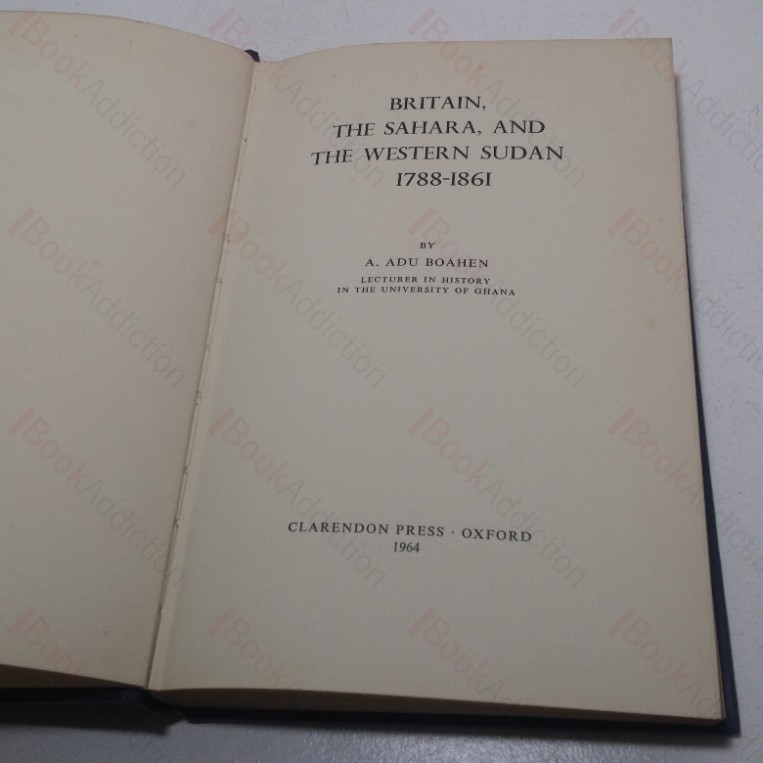 BRITAIN,
THE SAHARA, AND
THE WESTERN SUDAN
1788-1861
BY
A. ADU BOAHEN
LECTURER IN HISTORY
IN THE UNIVERSITY OF GHANA
CLARENDON PRESS · OXFORD
1964
BookAddiction